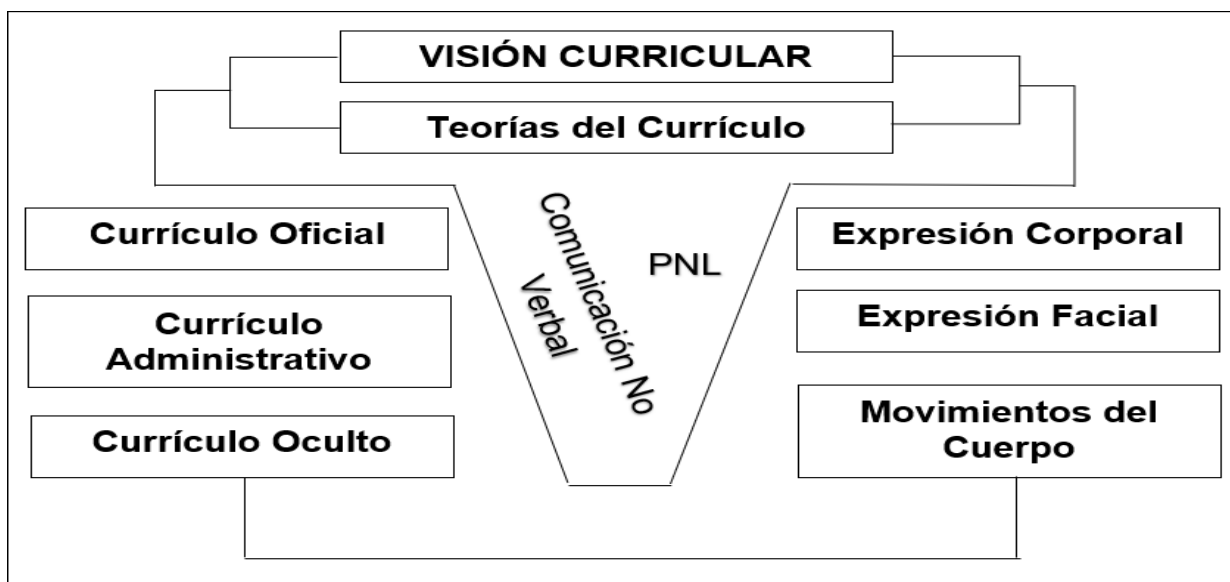 VISIÓN CURRICULAR
Teorías del Currículo
Currículo Oficial
Currículo
Administrativo
Currículo Oculto
Comunicación No
Verbal
PNL
Expresión Corporal
Expresión Facial
Movimientos del
Cuerpo